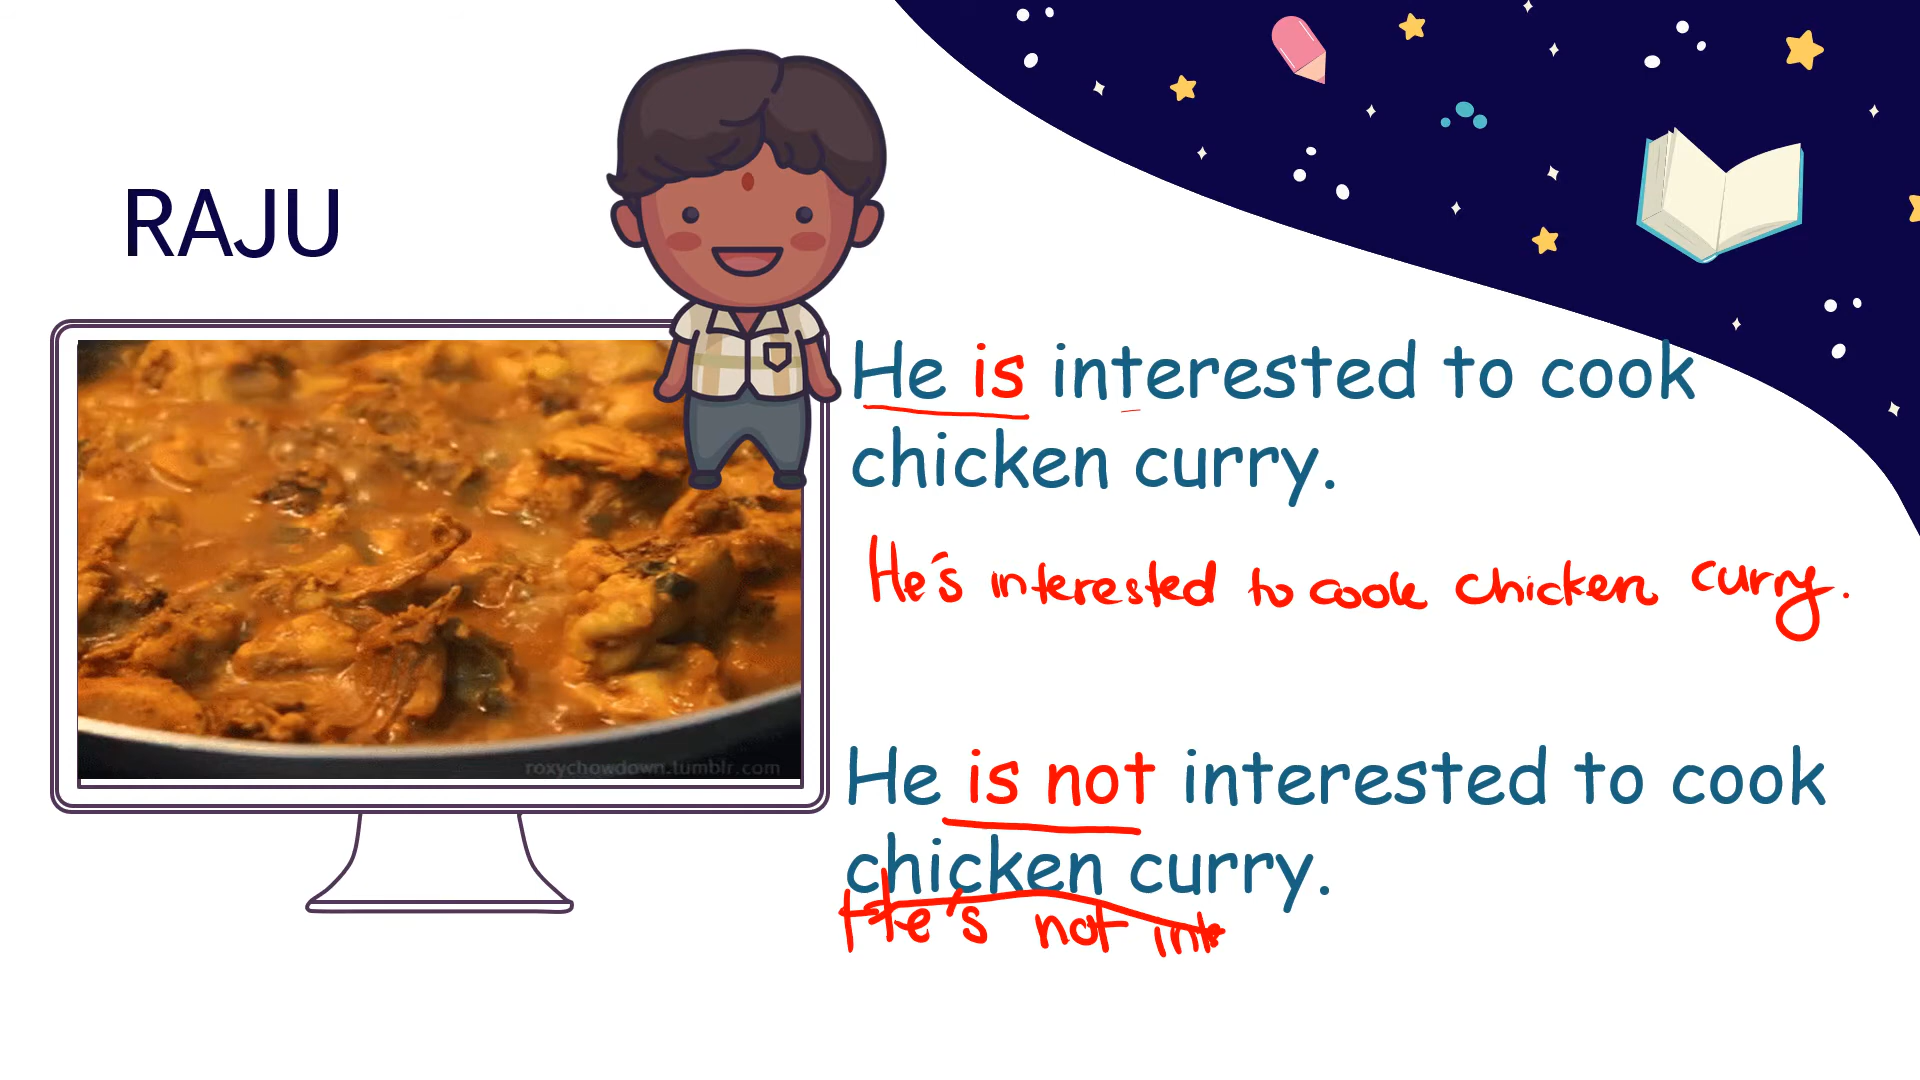 RAJU
He is interested to cook
chicken curry.
He's interested to cook chicken curry.
roxychowdown.tumblr.com
He is not interested to cook
chicken curry.
He's not int